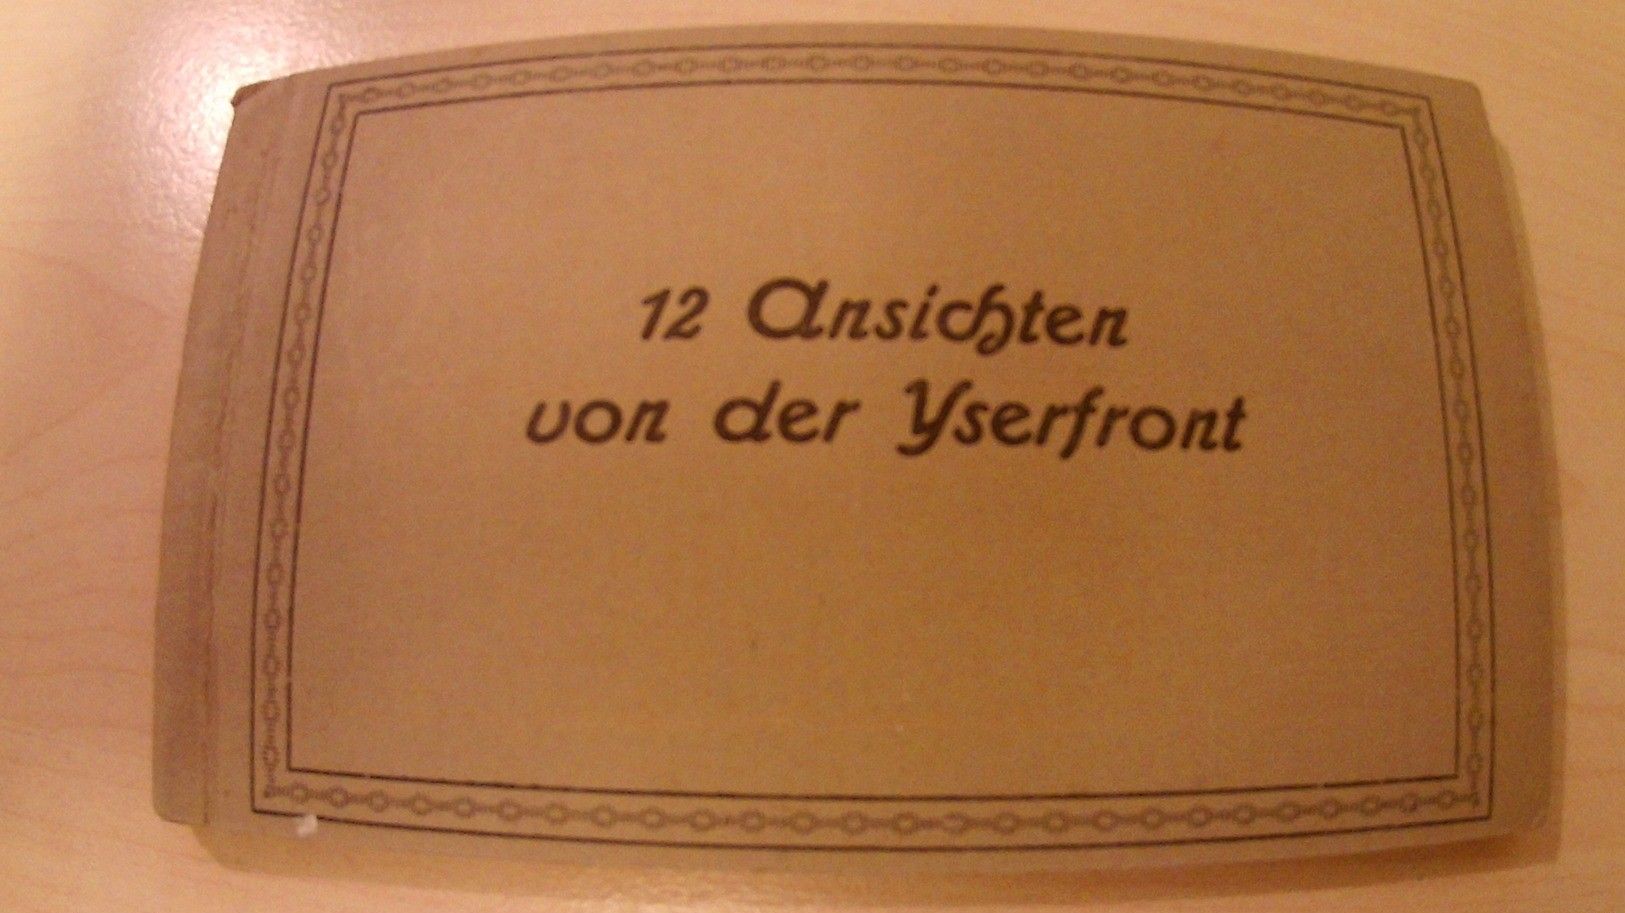 12 Ansichten
von der Yserfront